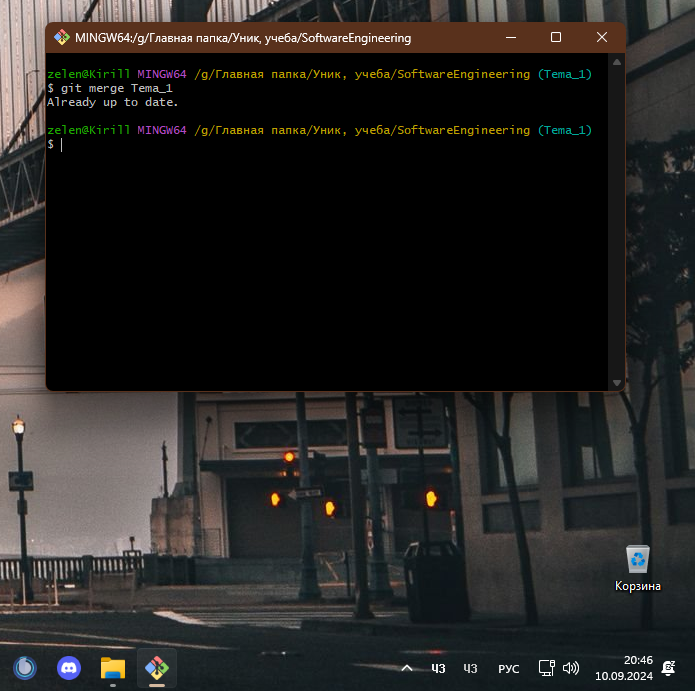 MINGW64:/g/Главная папка/Уник, учеба/SoftwareEngineering
zelen@Kirill MINGW64 /g/Главная папка/Уник, учеба/SoftwareEngineering (Tema_1)
$ git merge Tema_1
Already up to date.
zelen@Kirill MINGW64 /g/Главная папка/Уник, учеба/SoftwareEngineering (Tema_1)
$
Корзина
ЧЗ ЧЗ РУС 20:46
10.09.2024